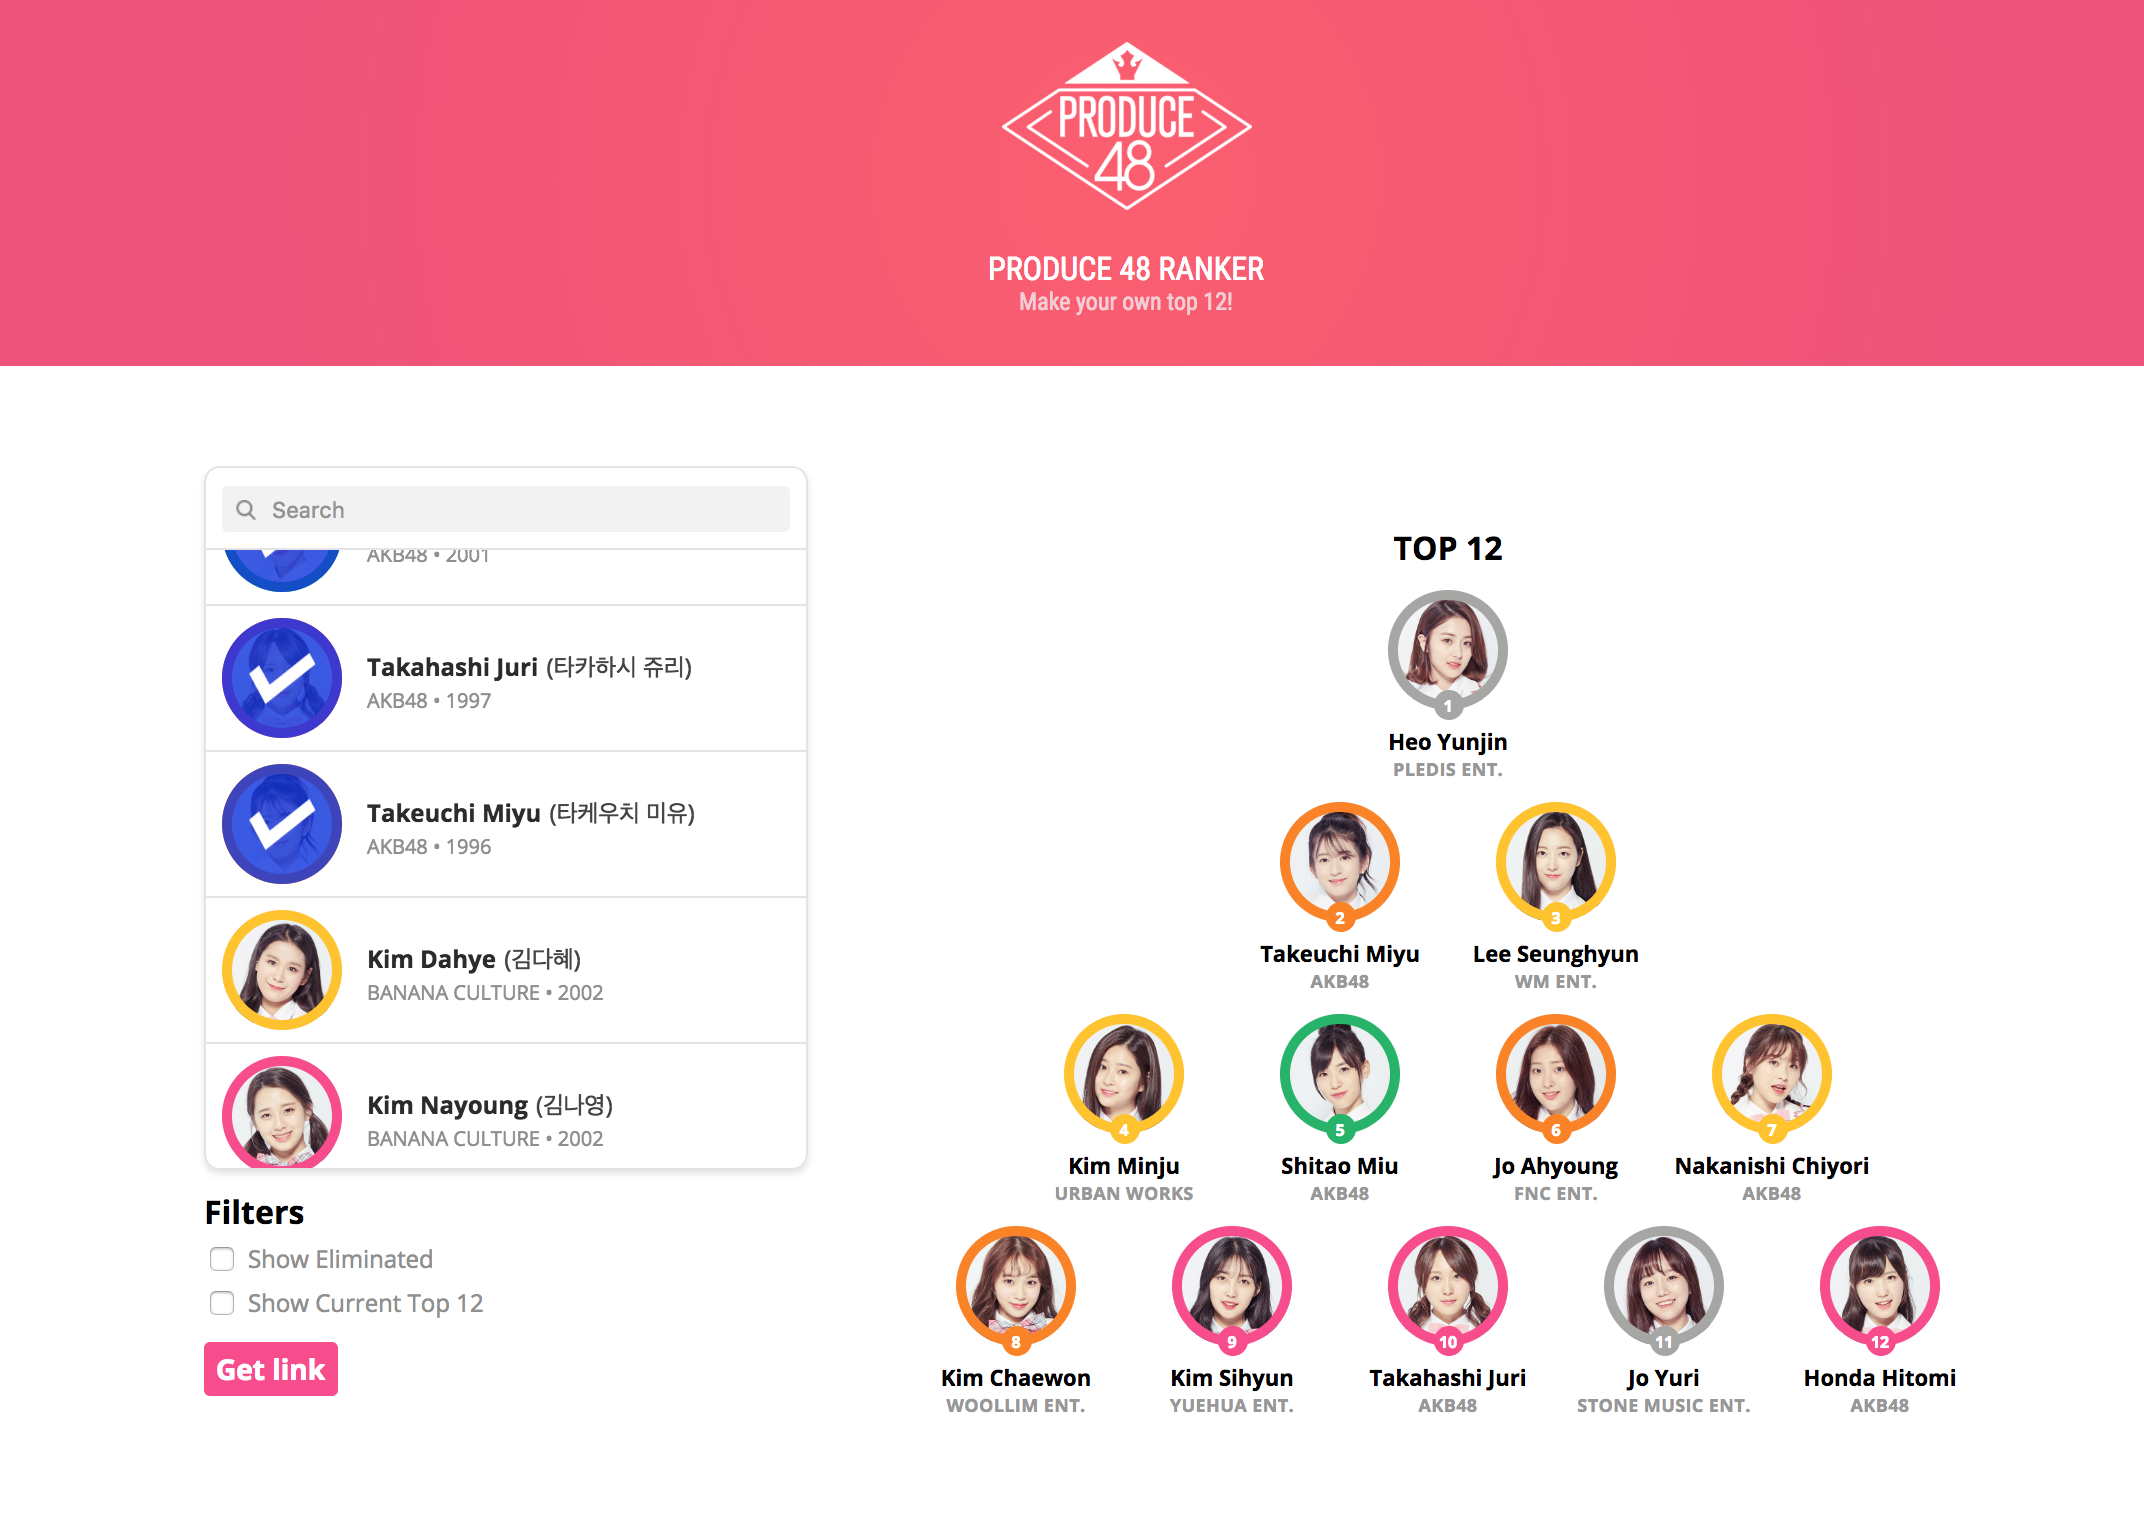 PRODUCE
48
PRODUCE 48 RANKER
Make your own top 12!
Search
AKB48 • 2001
Takahashi Juri (타카하시 쥬리)
AKB48 • 1997
Takeuchi Miyu (타케우치 미유)
AKB48 • 1996
Kim Dahye (김다혜)
BANANA CULTURE • 2002
Kim Nayoung (김나영)
BANANA CULTURE • 2002
Filters
Show Eliminated
Show Current Top 12
Get link
TOP 12
1
Heo Yunjin
PLEDIS ENT.
2 3
Takeuchi Miyu Lee Seunghyun
AKB48 WM ENT.
4 5 6 7
Kim Minju Shitao Miu Jo Ahyoung Nakanishi Chiyori
URBAN WORKS AKB48 FNC ENT. AKB48
8 9 10 11 12
Kim Chaewon Kim Sihyun Takahashi Juri Jo Yuri Honda Hitomi
WOOLLIM ENT. YUEHUA ENT. AKB48 STONE MUSIC ENT. AKB48